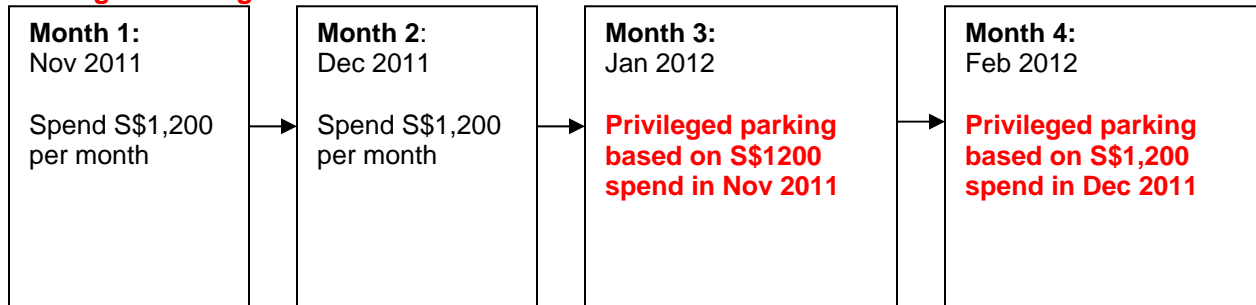 Month 1:
Nov 2011
Spend S$1,200
per month
Month 2:
Dec 2011
Spend S$1,200
per month
Month 3:
Jan 2012
Privileged parking
based on S$1200
spend in Nov 2011
Month 4:
Feb 2012
Privileged parking
based on S$1,200
spend in Dec 2011